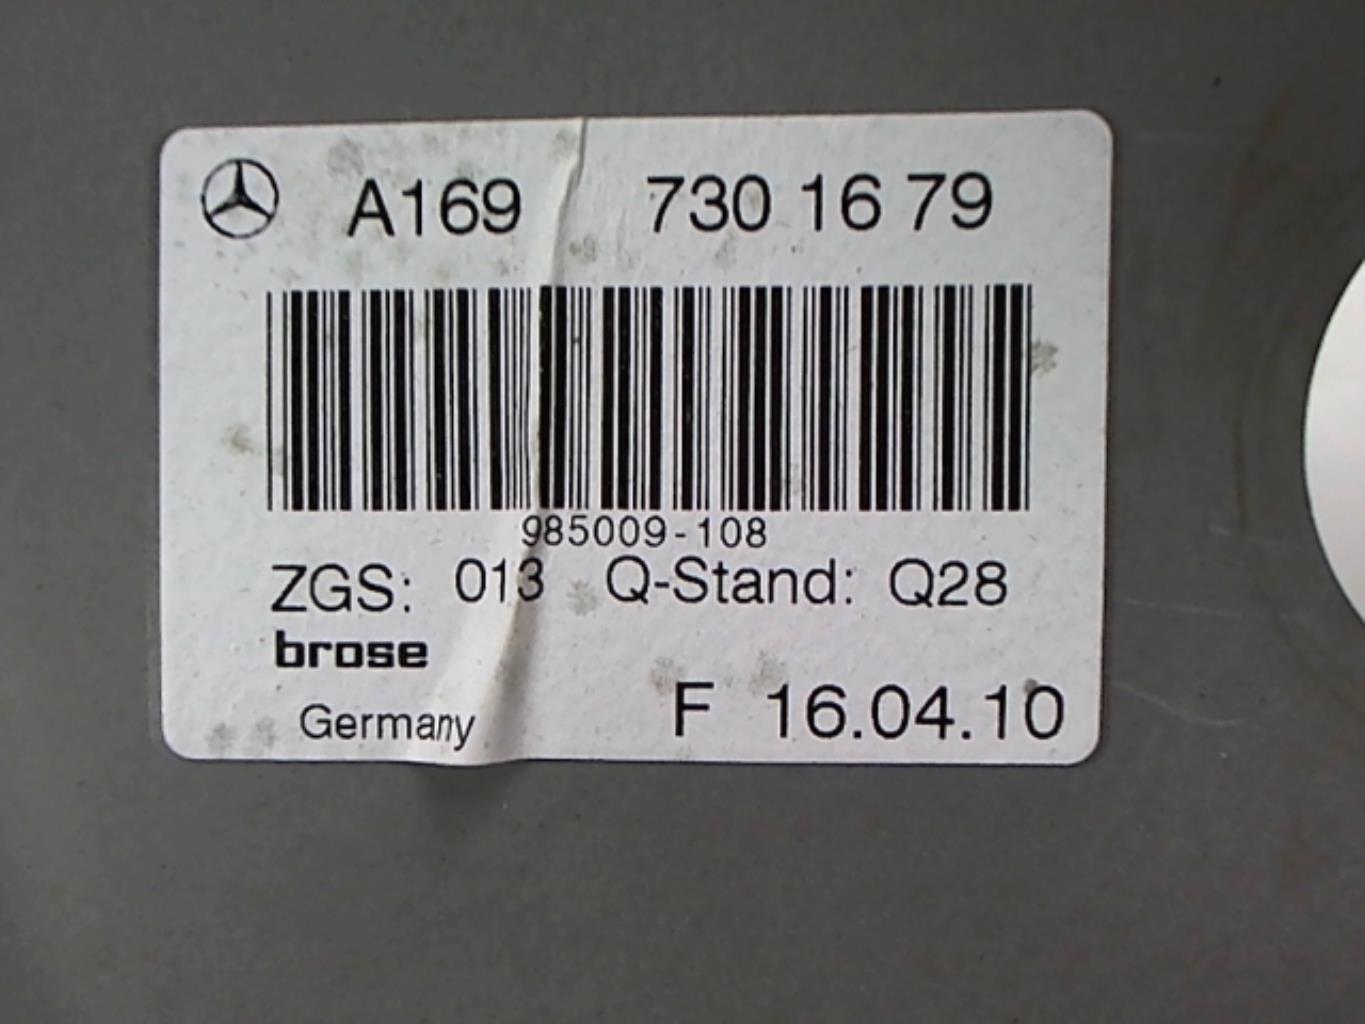 A169 730 16 79
985009-108
ZGS: 013 Q-Stand: Q28
brose
Germany F 16.04.10